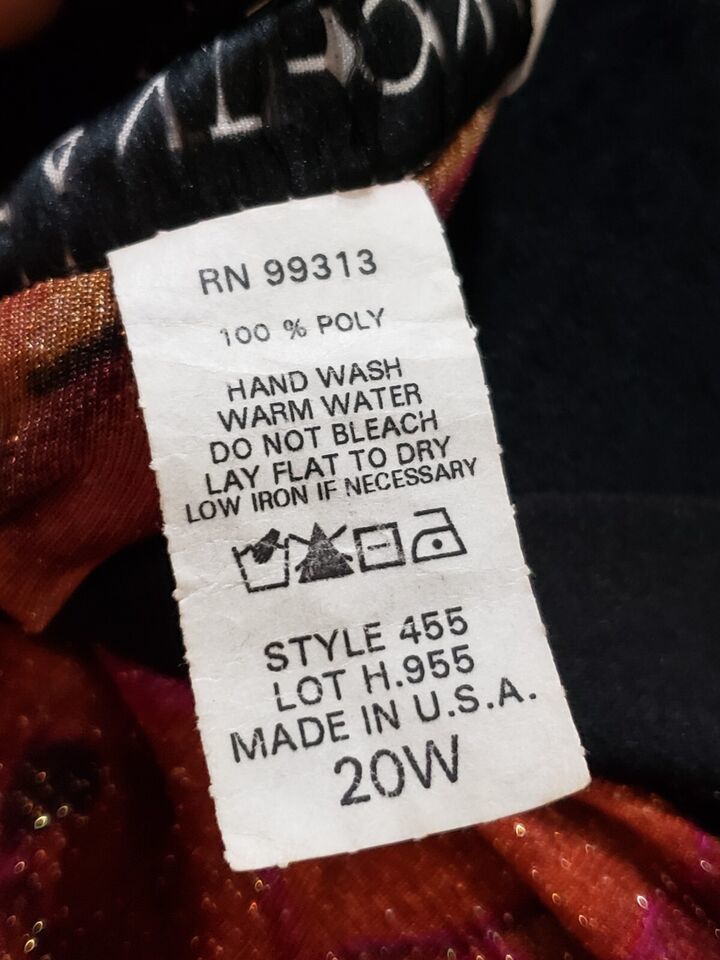 RN 99313
100 % POLY
HAND WASH
WARM WATER
DO NOT BLEACH
LAY FLAT TO DRY
LOW IRON IF NECESSARY
STYLE 455
LOT H.955
MADE IN U.S.A.
20W